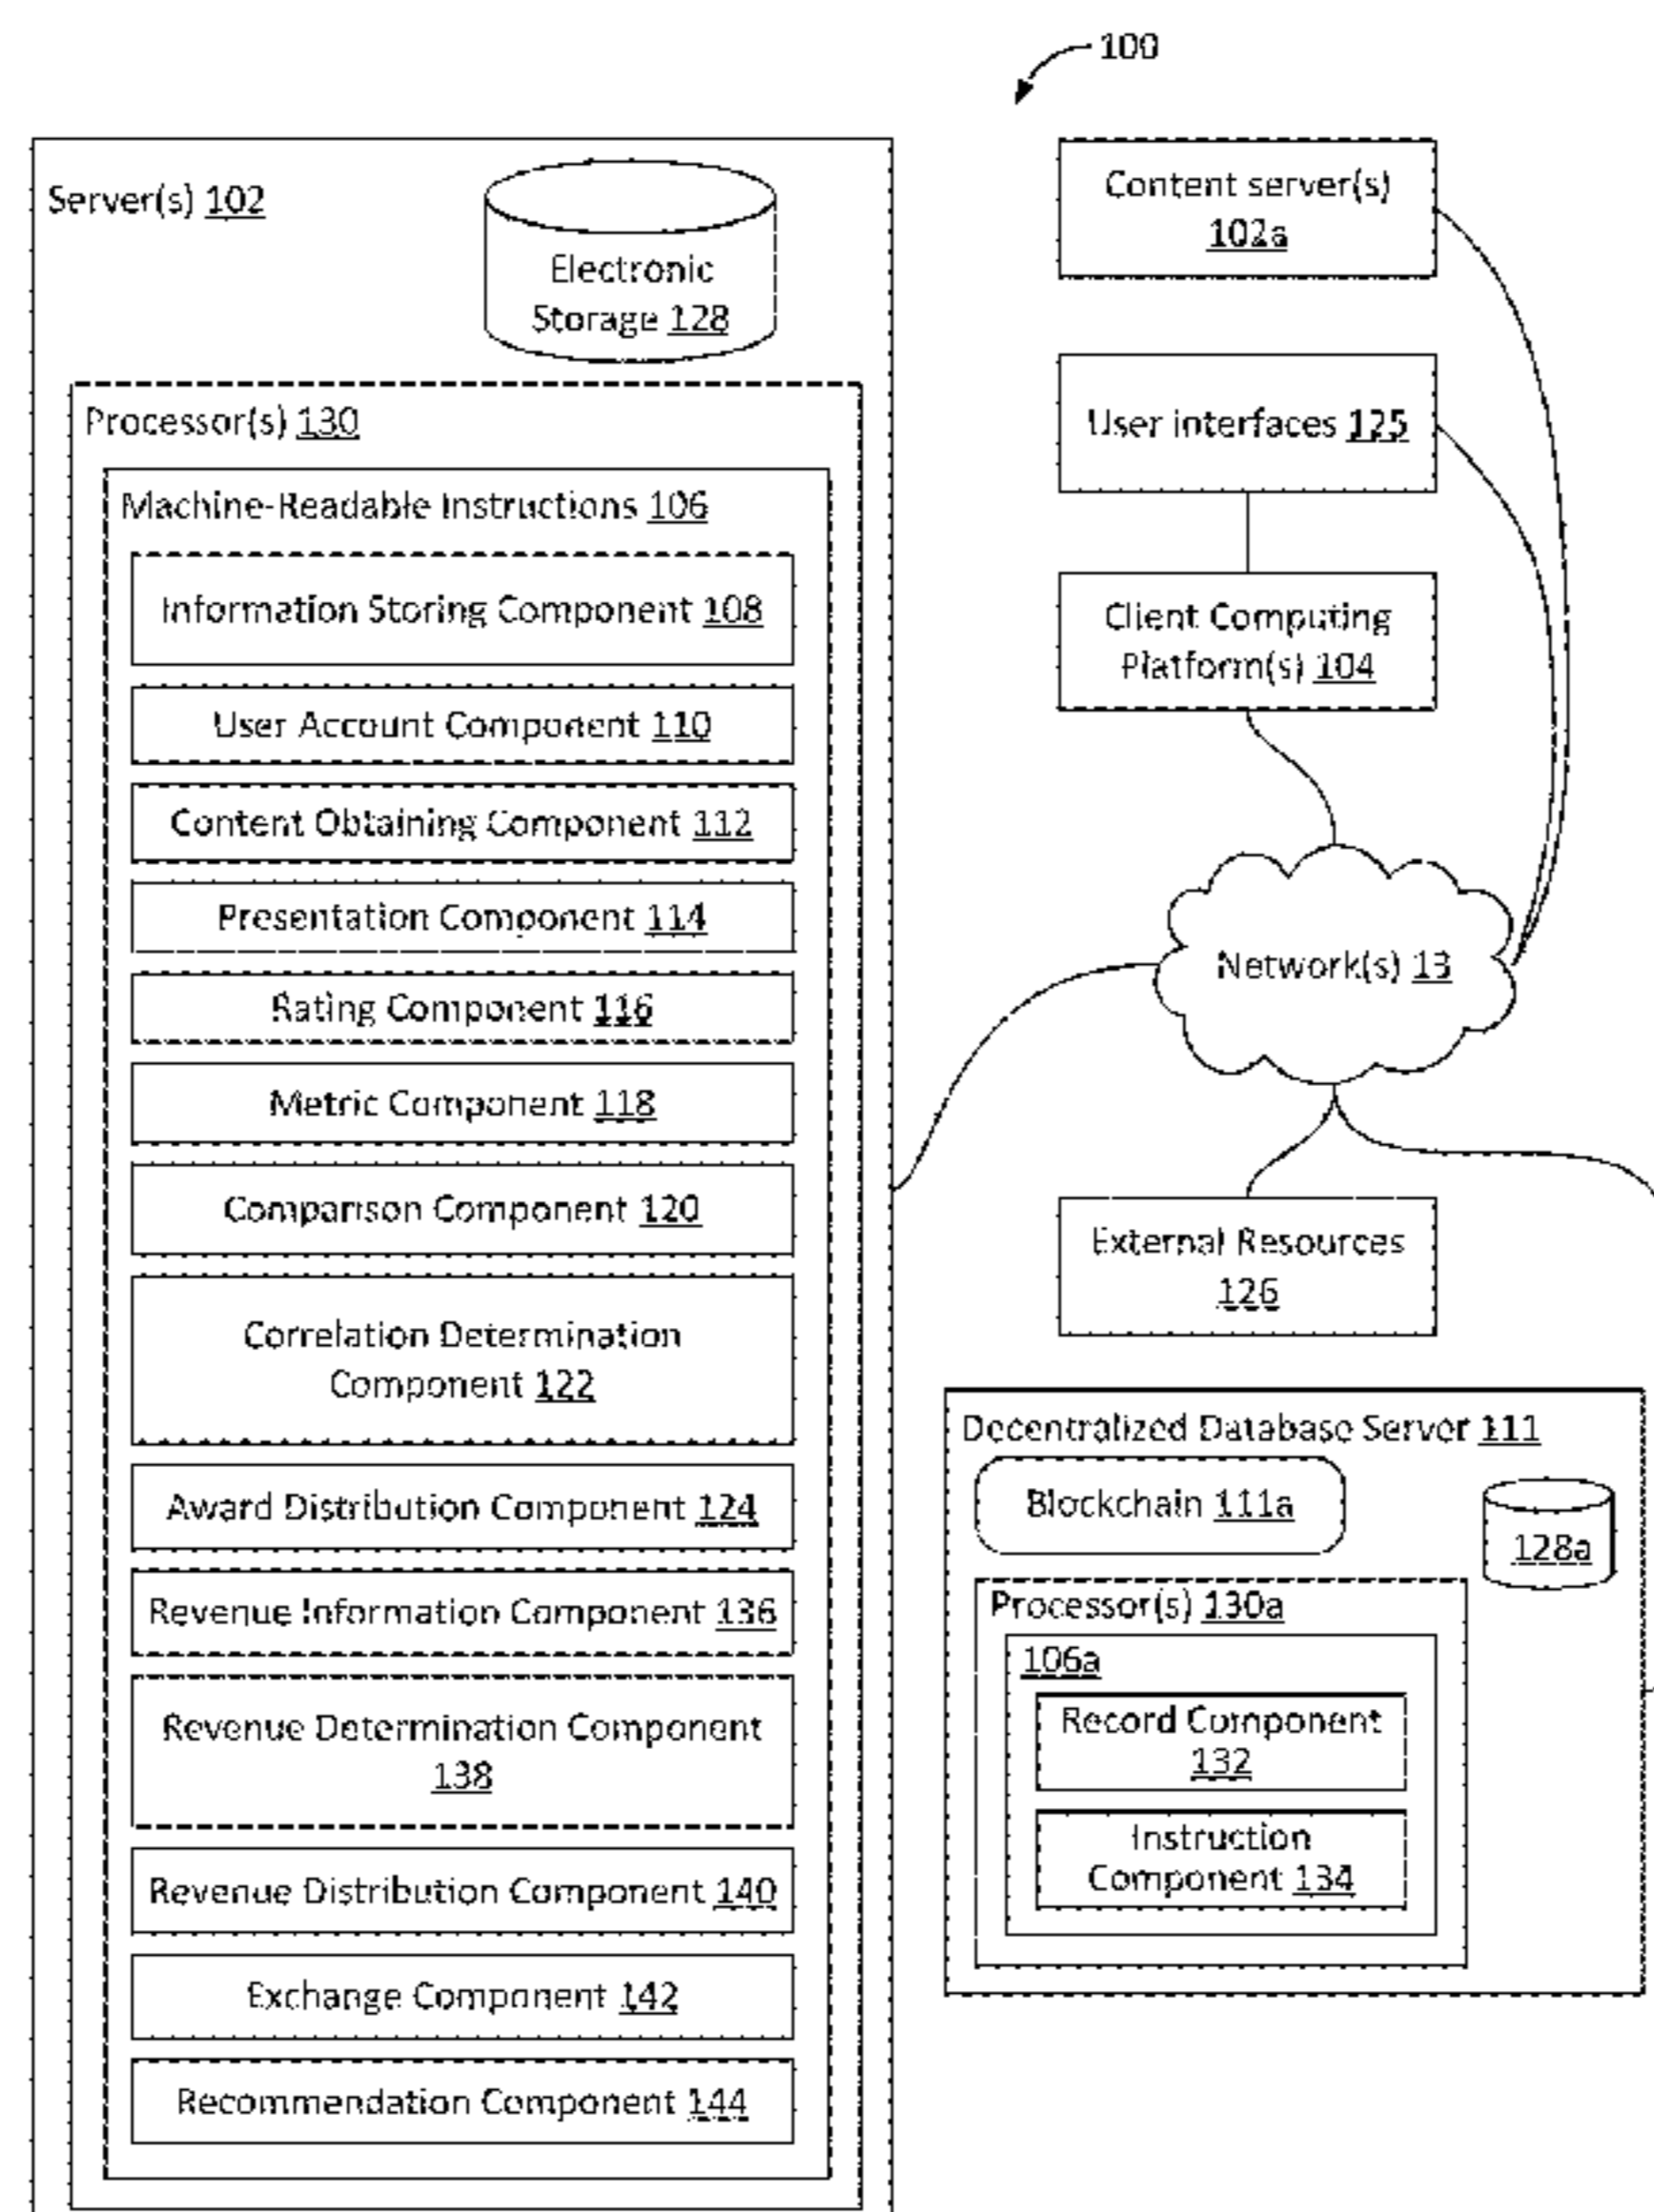 100
Server(s) 102
Electronic
Storage 128
Processor(s) 130
Machine-Readable Instructions 106
Information Storing Component 108
User Account Component 110
Content Obtaining Component 112
Presentation Component 114
Rating Component 116
Metric Component 118
Comparison Component 120
Correlation Determination
Component 122
Award Distribution Component 124
Revenue Information Component 136
Revenue Determination Component
138
Revenue Distribution Component 140
Exchange Component 142
Recommendation Component 144
Content server(s)
102a
User interfaces 125
Client Computing
Platform(s) 104
Network(s) 13
External Resources
126
Decentralized Database Server 111
Blockchain 111a
128a
Processor(s) 130a
106a
Record Component
132
Instruction
Component 134